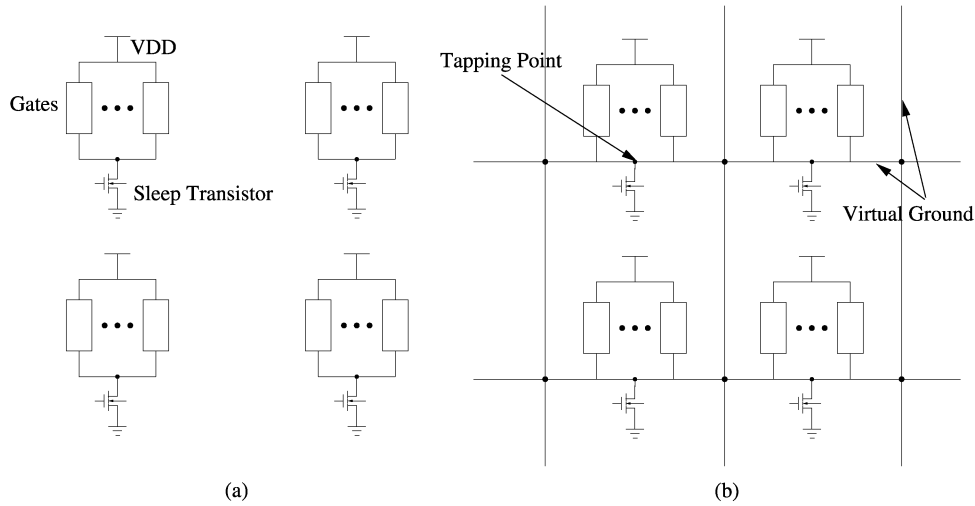 VDD
Gates
Sleep Transistor
(a)
Tapping Point
Virtual Ground
(b)